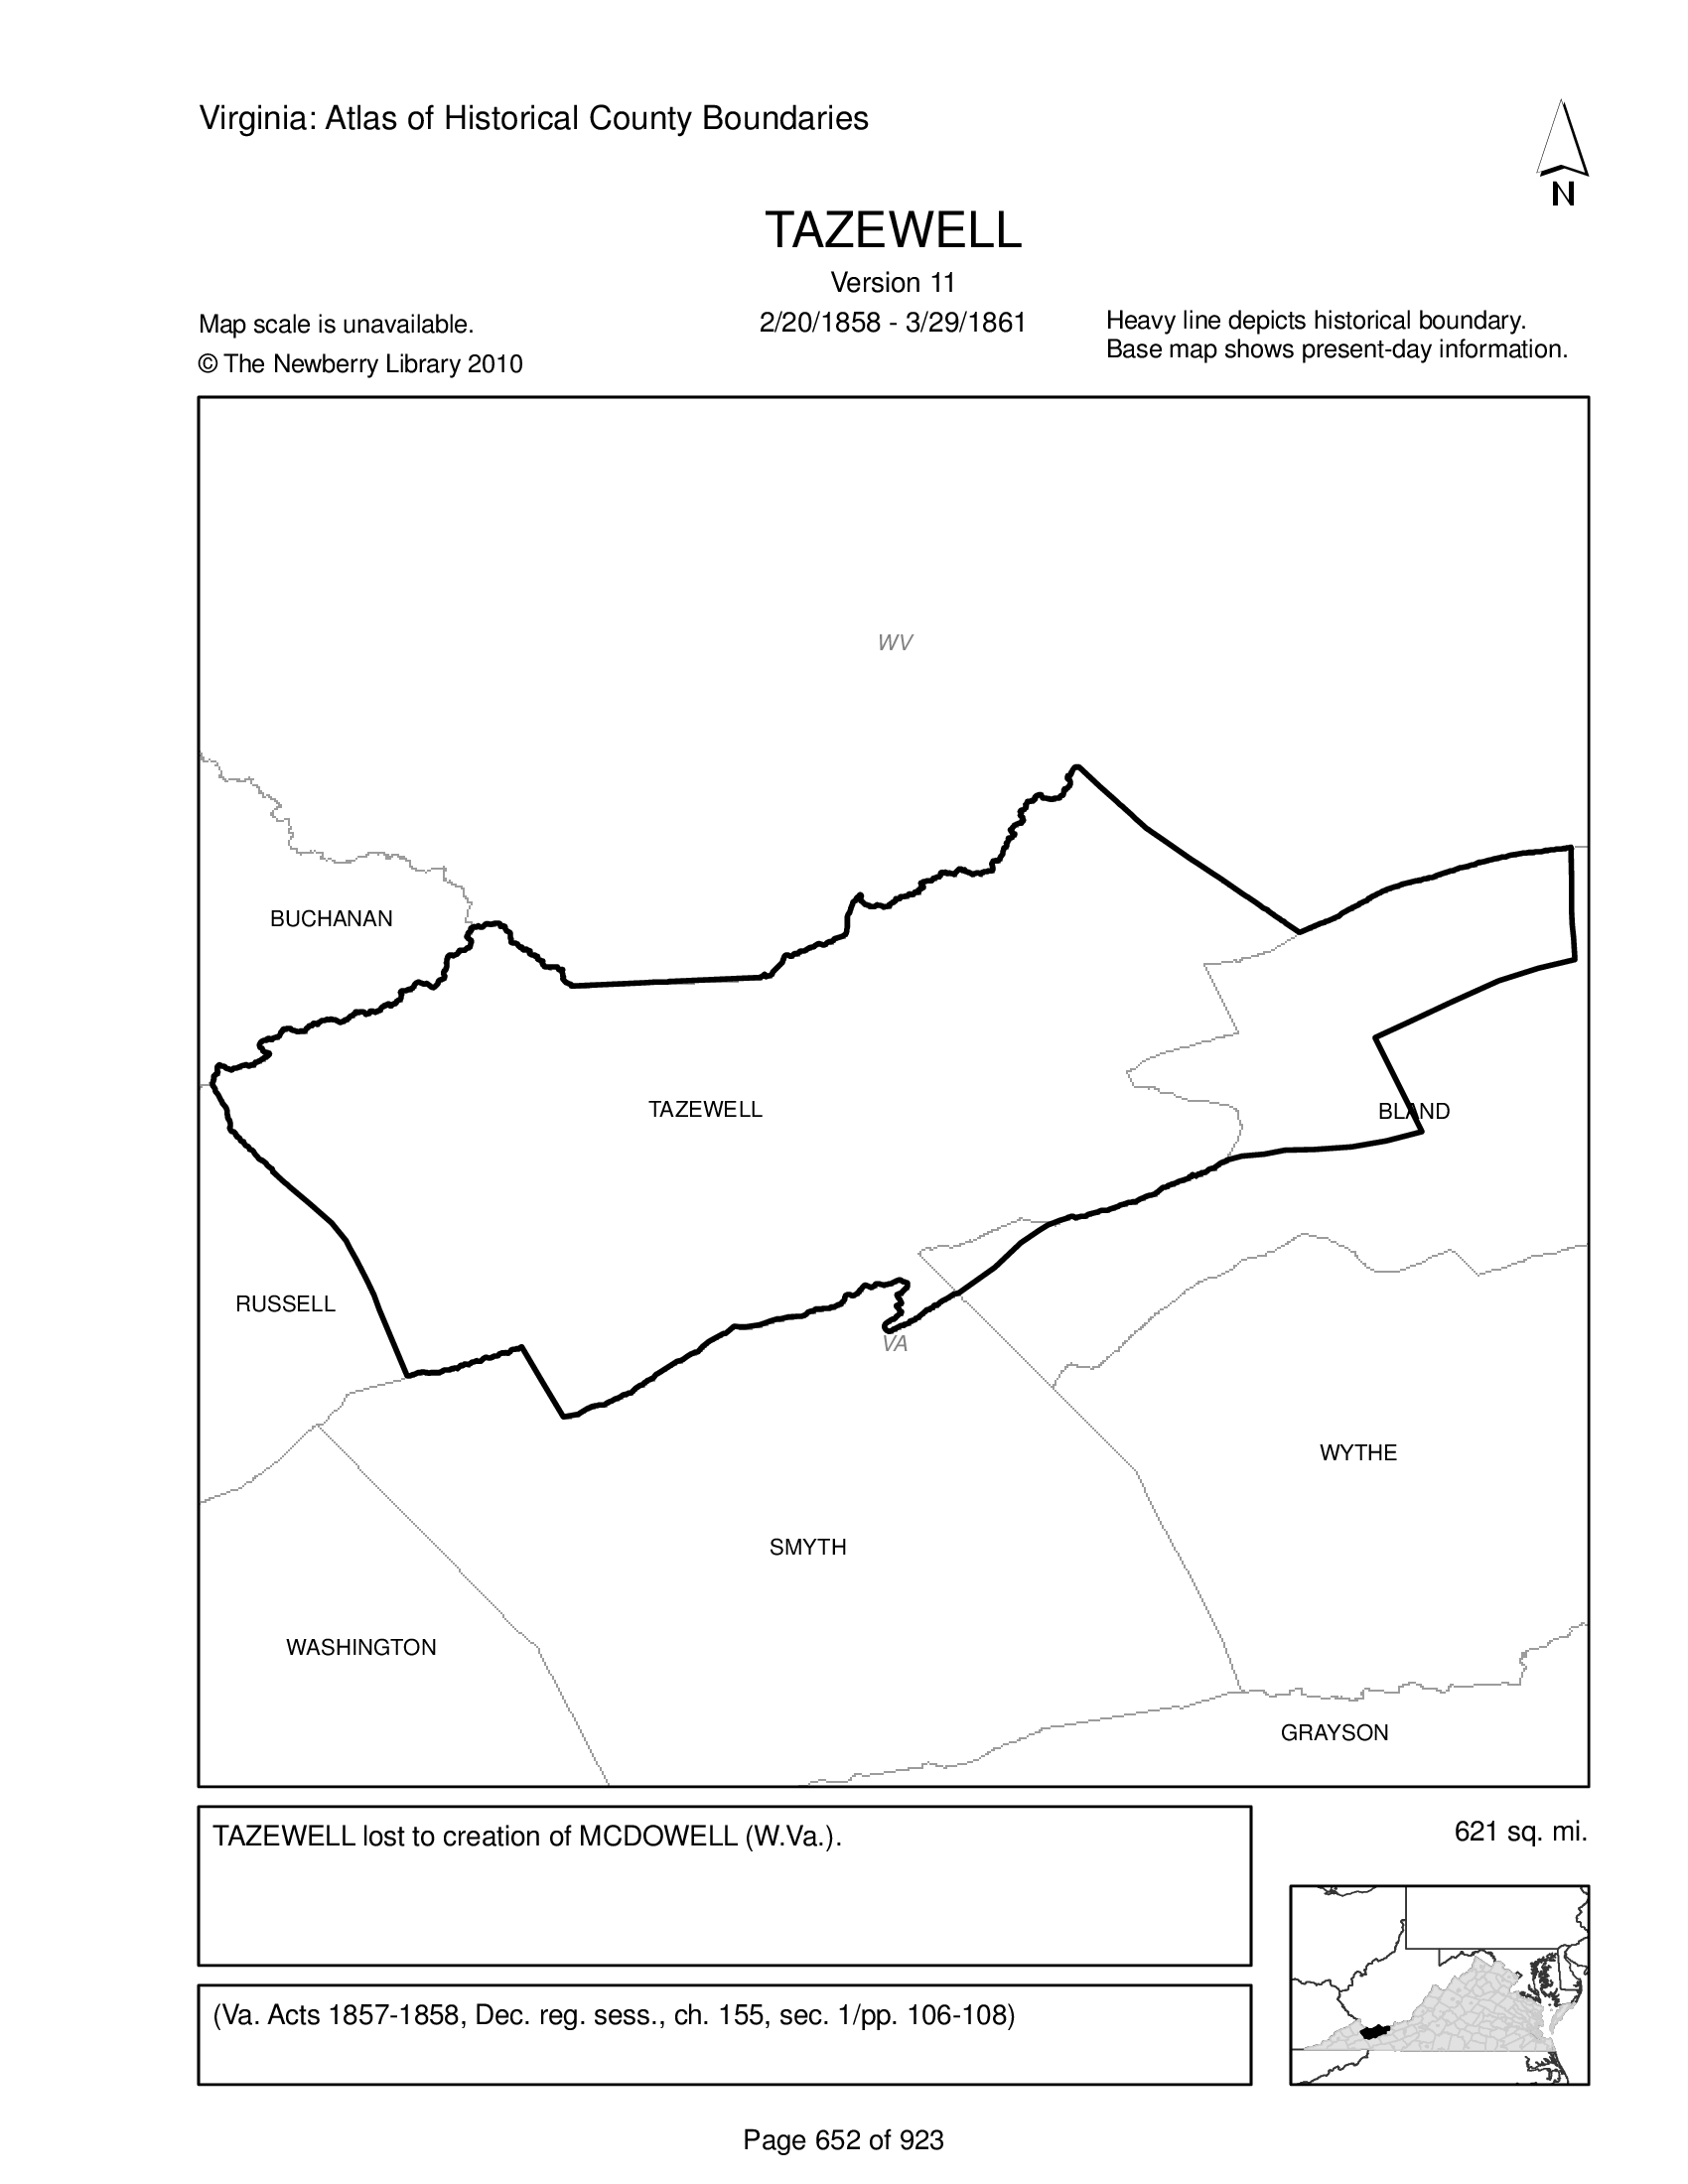 Virginia: Atlas of Historical County Boundaries
N
TAZEWELL
Version 11
2/20/1858 - 3/29/1861
Map scale is unavailable.
© The Newberry Library 2010
Heavy line depicts historical boundary.
Base map shows present-day information.
WV
BUCHANAN
TAZEWELL
BLAND
RUSSELL
VA
WYTHE
SMYTH
WASHINGTON
GRAYSON
TAZEWELL lost to creation of MCDOWELL (W.Va.).
621 sq. mi.
(Va. Acts 1857-1858, Dec. reg. sess., ch. 155, sec. 1/pp. 106-108)
Page 652 of 923